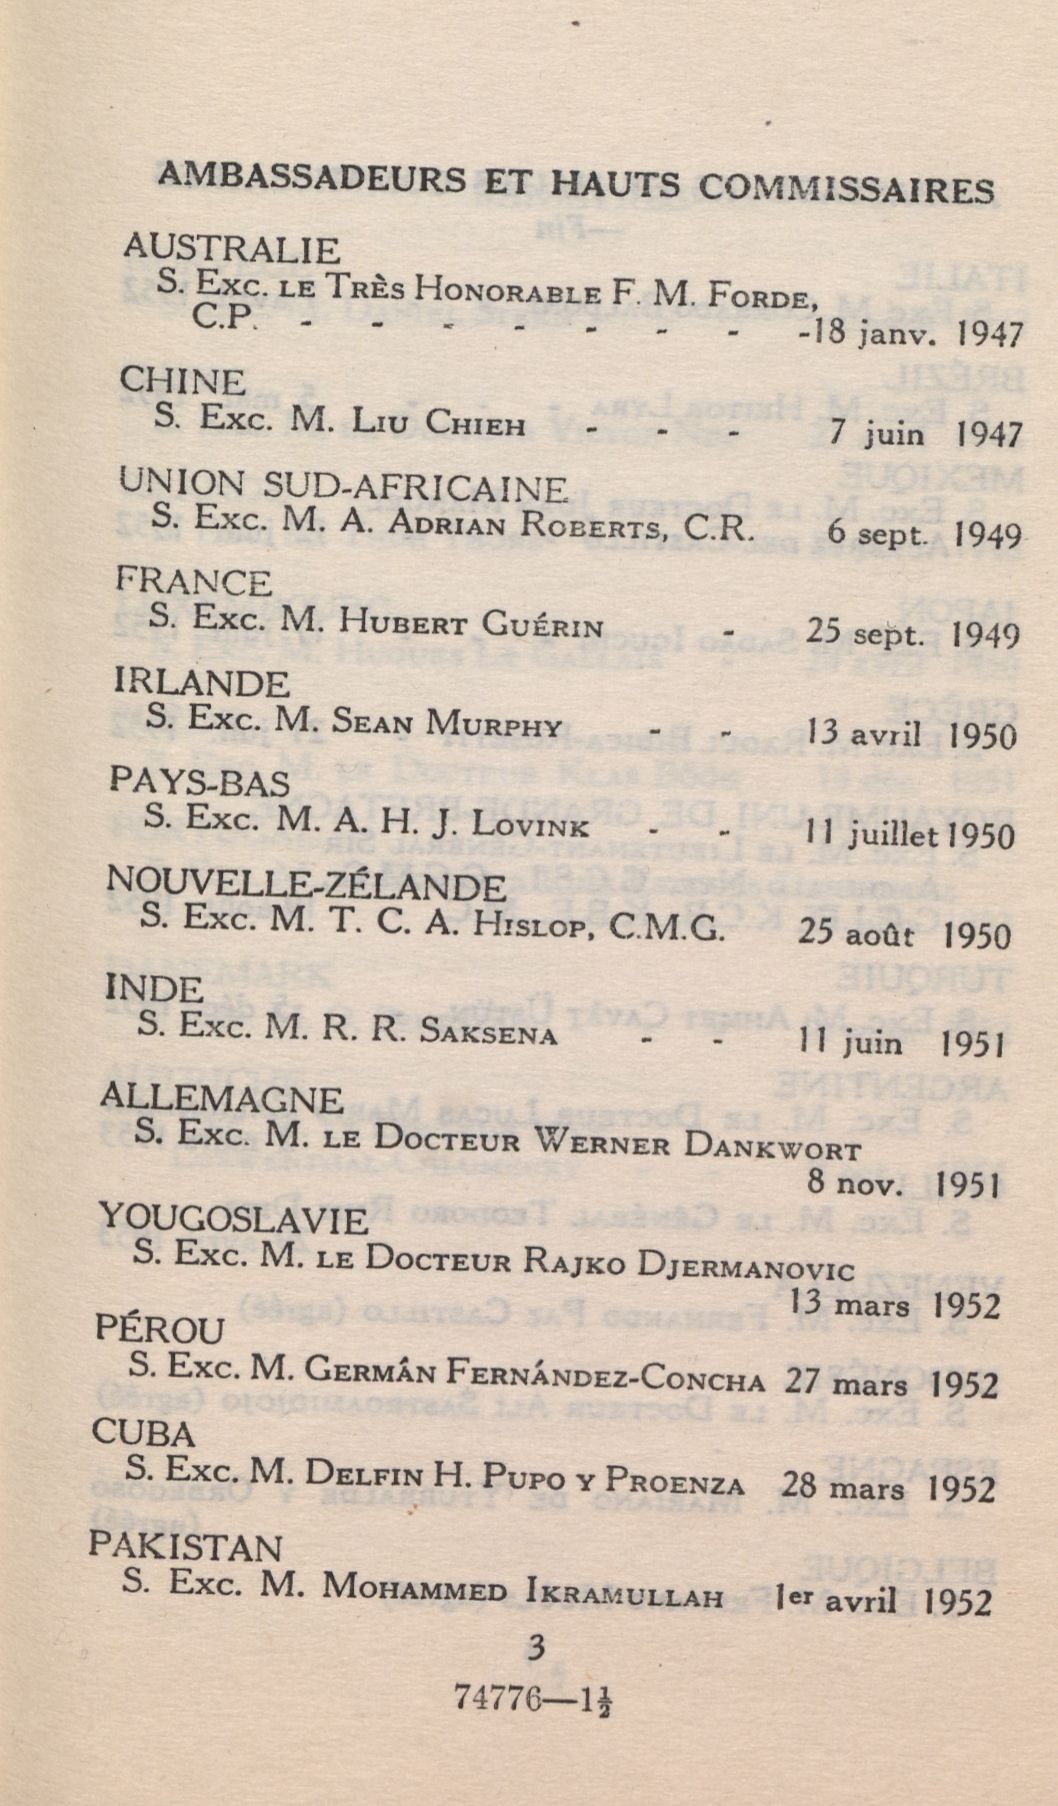 AMBASSADEURS ET HAUTS COMMISSAIRES
AUSTRALIE
S. Exc. le Très Honorable F. M. Forde,
C.P. - - - - - - - -18 janv. 1947
CHINE
S. Exc. M. Liu Chieh - - - 7 juin 1947
UNION SUD-AFRICAINE
S. Exc. M. A. Adrian Roberts, C.R. 6 sept. 1949
FRANCE
S. Exc. M. Hubert Guérin - 25 sept. 1949
IRLANDE
S. Exc. M. Sean Murphy - - 13 avril 1950
PAYS-BAS
S. Exc. M. A. H. J. Lovink - - 11 juillet 1950
NOUVELLE-ZÉLANDE
S. Exc. M. T. C. A. Hislop, C.M.G. 25 août 1950
INDE
S. Exc. M. R. R. Saksena - - 11 juin 1951
ALLEMAGNE
S. Exc. M. le Docteur Werner Dankwort
8 nov. 1951
YOUGOSLAVIE
S. Exc. M. le Docteur Rajko Djermanovic
13 mars 1952
PÉROU
S. Exc. M. Germân Fernández-Concha 27 mars 1952
CUBA
S. Exc. M. Delfin H. Pupo y Proenza 28 mars 1952
PAKISTAN
S. Exc. M. Mohammed Ikramullah 1er avril 1952
3
74776—1½